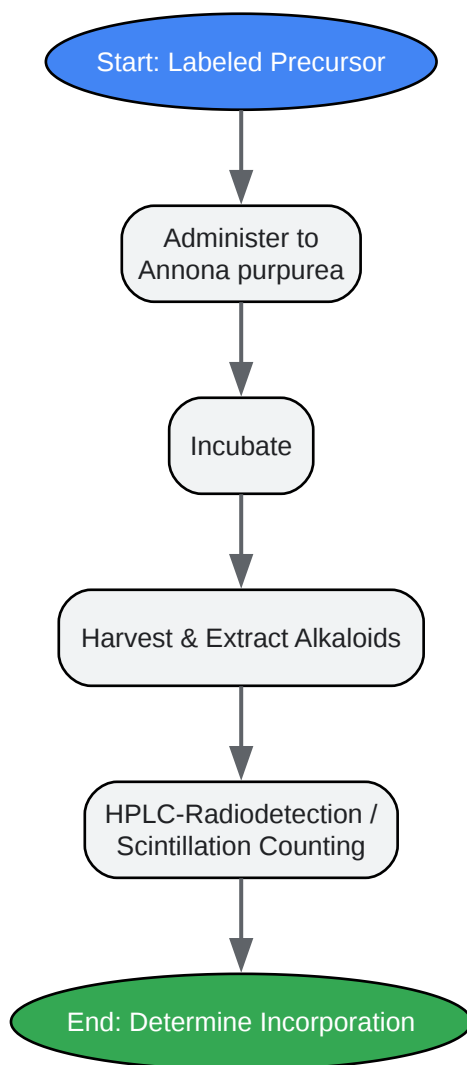 Start: Labeled Precursor
Administer to
Annona purpurea
Incubate
Harvest & Extract Alkaloids
HPLC-Radiodetection /
Scintillation Counting
End: Determine Incorporation